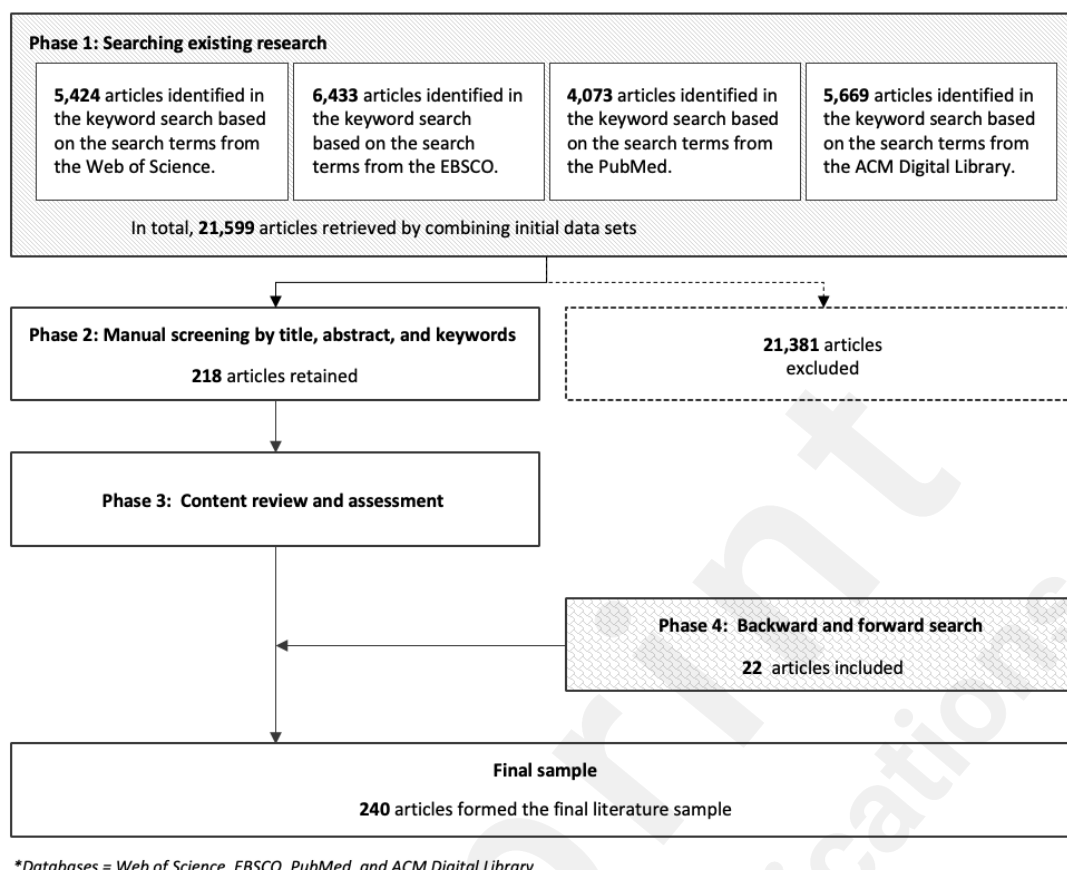 Phase 1: Searching existing research
5,424 articles identified in
the keyword search based
on the search terms from
the Web of Science.
6,433 articles identified in
the keyword search
based on the search
terms from the EBSCO.
4,073 articles identified in
the keyword search based
on the search terms from
the PubMed.
5,669 articles identified in
the keyword search based
on the search terms from
the ACM Digital Library.
In total, 21,599 articles retrieved by combining initial data sets
Phase 2: Manual screening by title, abstract, and keywords
218 articles retained
21,381 articles
excluded
Phase 3: Content review and assessment
Phase 4: Backward and forward search
22 articles included
Final sample
240 articles formed the final literature sample
*Databases = Web of Science, EBSCO, PubMed, and ACM Digital Library